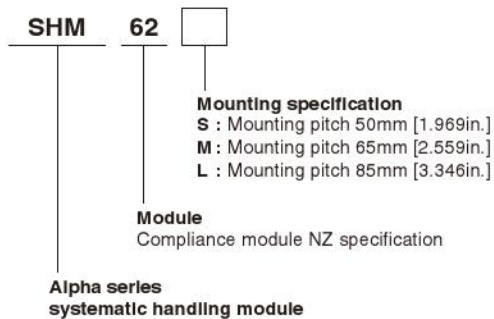 SHM 62
Mounting specification
S : Mounting pitch 50mm [1.969in.]
M : Mounting pitch 65mm [2.559in.]
L : Mounting pitch 85mm [3.346in.]
Module
Compliance module NZ specification
Alpha series
systematic handling module